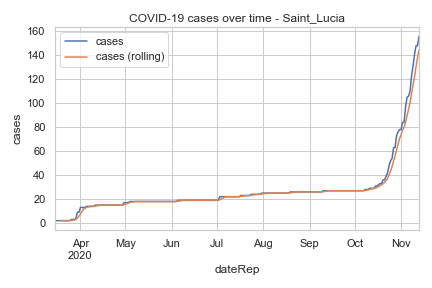 COVID-19 cases over time - Saint_Lucia
cases
cases (rolling)
160
140
120
100
80
60
40
20
0
cases
Apr May Jun Jul Aug Sep Oct Nov
2020
dateRep